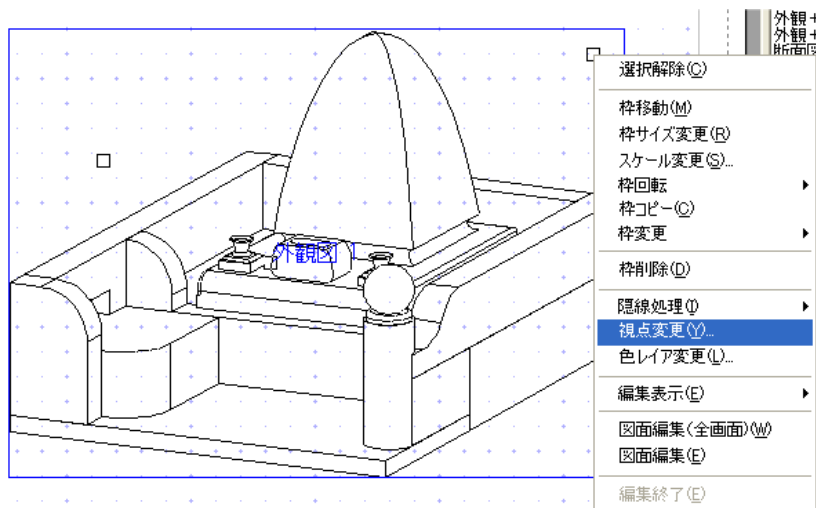 外観+
外観+
断面図
選択解除(C)
枠移動(M)
枠サイズ変更(R)
スケール変更(S)...
枠回転
枠コピー(C)
枠変更
枠削除(D)
隠線処理(I)
視点変更(Y)...
色レイア変更(L)...
編集表示(E)
図面編集(全画面)(W)
図面編集(E)
編集終了(E)
外観図 1